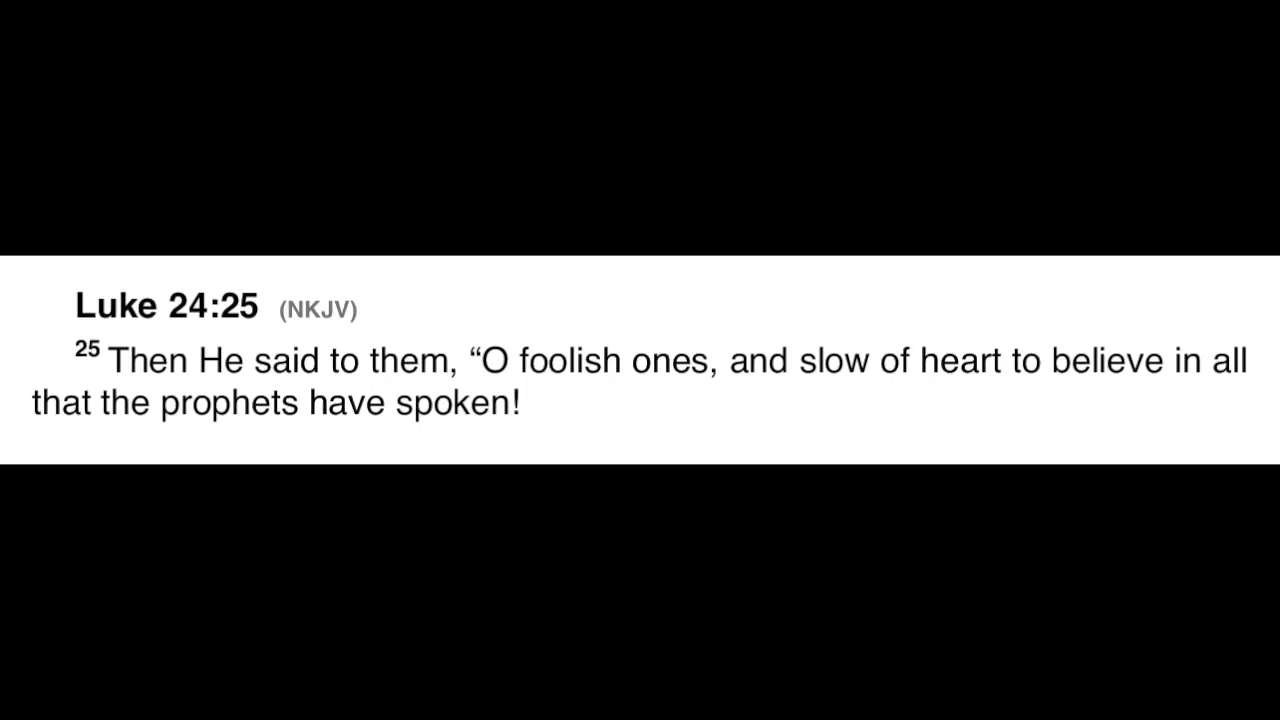 Luke 24:25 (NKJV)
25 Then He said to them, “O foolish ones, and slow of heart to believe in all
that the prophets have spoken!